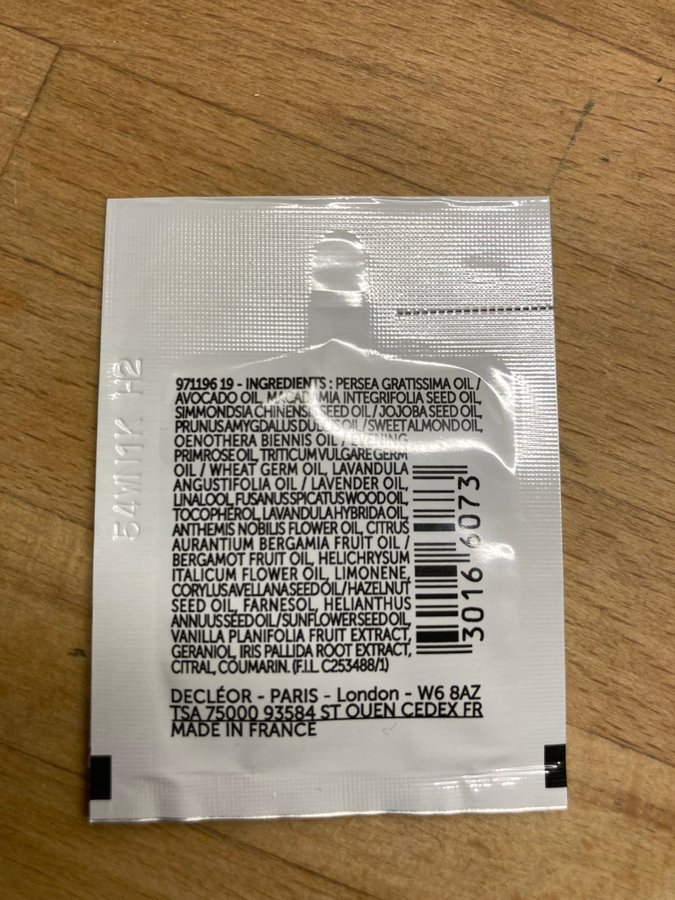 971196 19 - INGREDIENTS : PERSEA GRATISSIMA OIL /
AVOCADO OIL, MACADAMIA INTEGRIFOLIA SEED OIL,
SIMMONDSIA CHINENSIS SEED OIL / JOJOBA SEED OIL,
PRUNUS AMYGDALUS DULCIS OIL / SWEET ALMOND OIL,
OENOTHERA BIENNIS OIL / EVENING
PRIMROSE OIL, TRITICUM VULGARE GERM
OIL / WHEAT GERM OIL, LAVANDULA
ANGUSTIFOLIA OIL / LAVENDER OIL,
LINALOOL, FUSANUS SPICATUS WOOD OIL,
TOCOPHEROL, LAVANDULA HYBRIDA OIL,
ANTHEMIS NOBILIS FLOWER OIL, CITRUS
AURANTIUM BERGAMIA FRUIT OIL /
BERGAMOT FRUIT OIL, HELICHRYSUM
ITALICUM FLOWER OIL, LIMONENE,
CORYLUS AVELLANA SEED OIL / HAZELNUT
SEED OIL, FARNESOL, HELIANTHUS
ANNUUS SEED OIL / SUNFLOWER SEED OIL,
VANILLA PLANIFOLIA FRUIT EXTRACT,
GERANIOL, IRIS PALLIDA ROOT EXTRACT,
CITRAL, COUMARIN. (F.I.L. C253488/1)
3016 6073
DECLÉOR - PARIS - London - W6 8AZ
TSA 75000 93584 ST OUEN CEDEX FR
MADE IN FRANCE